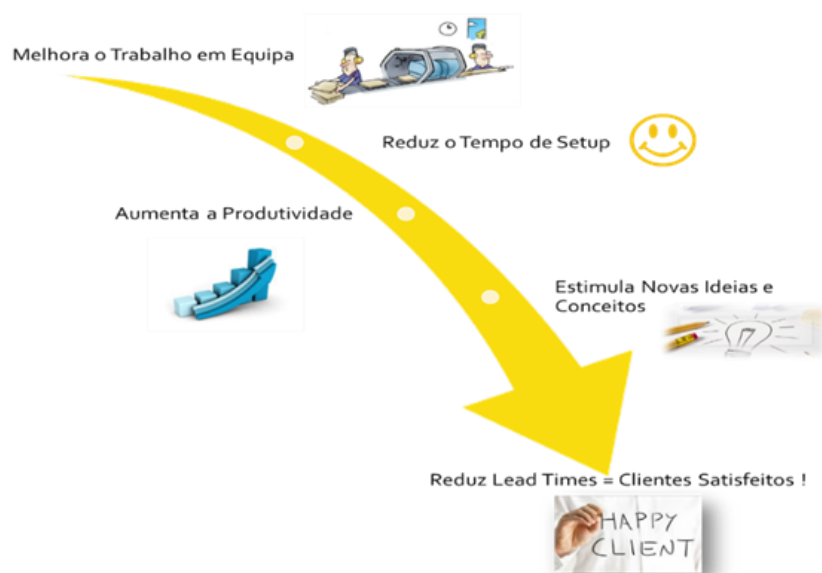 Melhora o Trabalho em Equipa
Reduz o Tempo de Setup
Aumenta a Produtividade
Estimula Novas Ideias e
Conceitos
Reduz Lead Times = Clientes Satisfeitos !
HAPPY
CLIENT